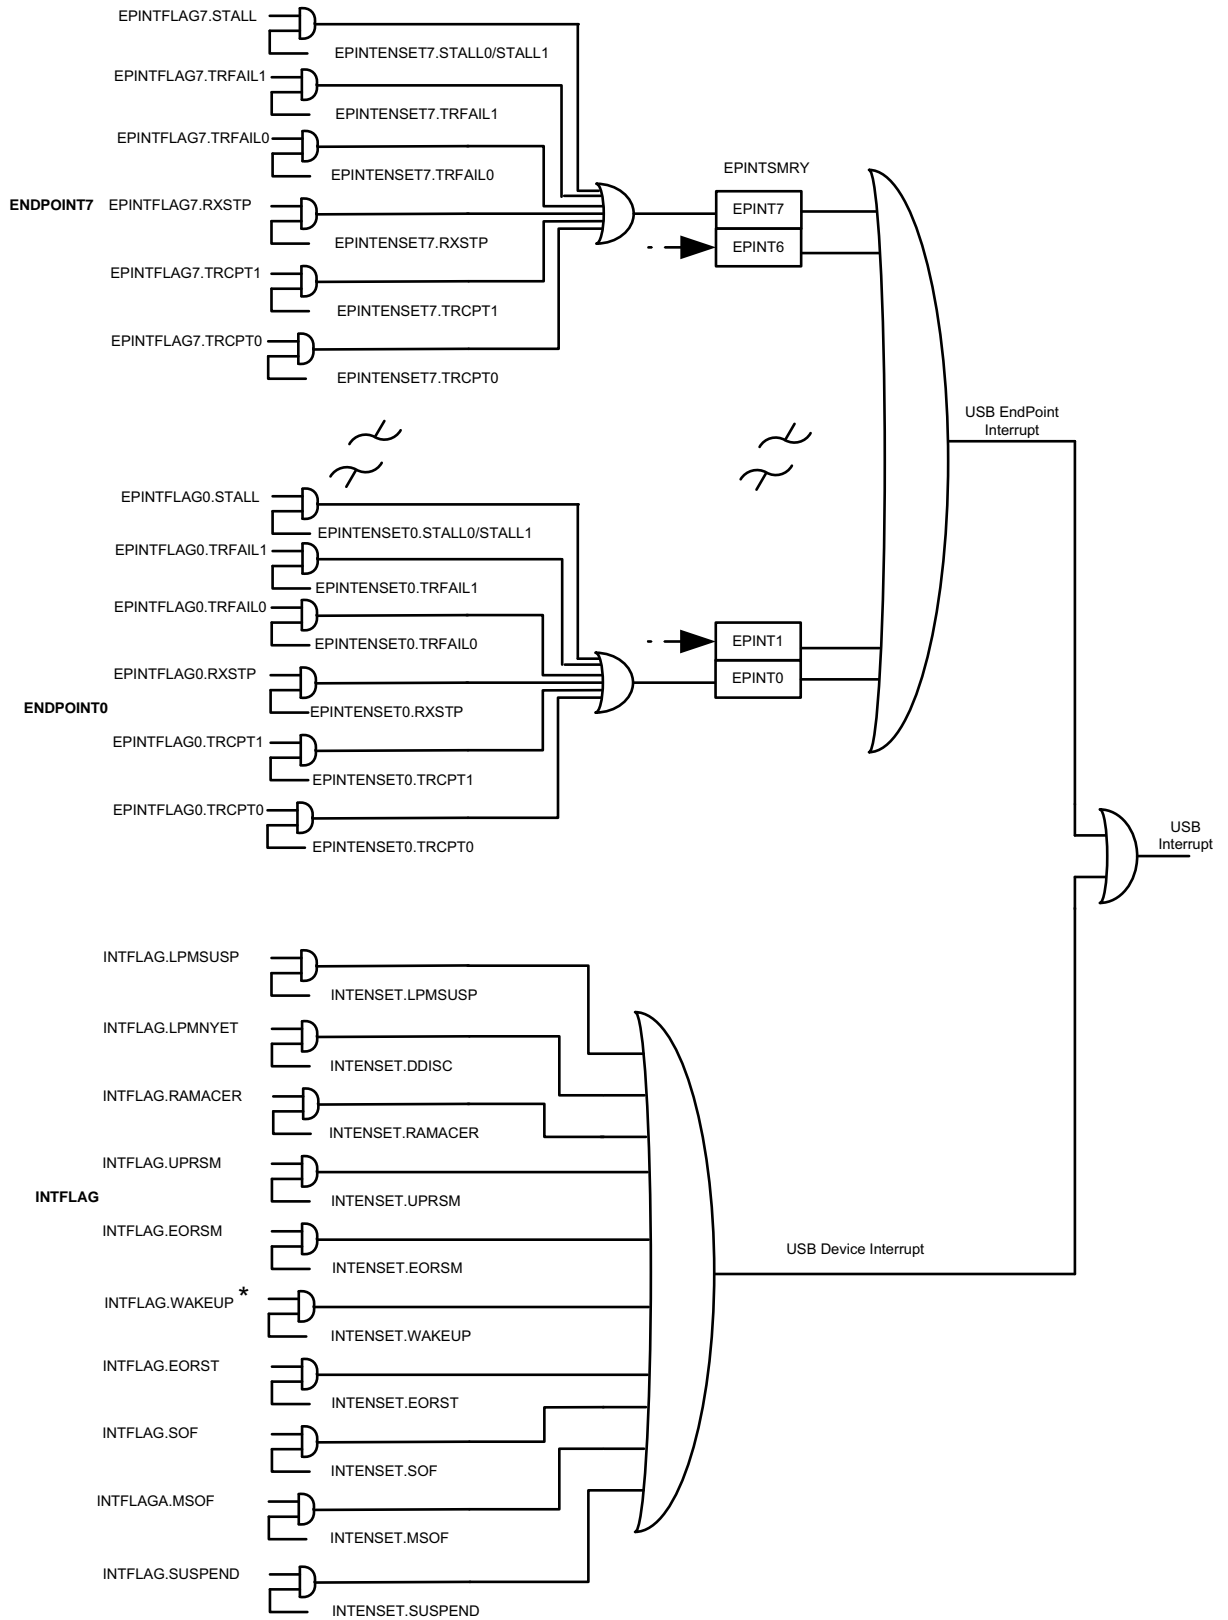 EPINTFLAG7.STALL
EPINTENSET7.STALL0/STALL1
EPINTFLAG7.TRFAIL1
EPINTENSET7.TRFAIL1
EPINTFLAG7.TRFAIL0
EPINTENSET7.TRFAIL0
ENDPOINT7
EPINTFLAG7.RXSTP
EPINTENSET7.RXSTP
EPINTFLAG7.TRCPT1
EPINTENSET7.TRCPT1
EPINTFLAG7.TRCPT0
EPINTENSET7.TRCPT0
EPINTSMRY
EPINT7
EPINT6
USB EndPoint
Interrupt
EPINTFLAG0.STALL
EPINTENSET0.STALL0/STALL1
EPINTFLAG0.TRFAIL1
EPINTENSET0.TRFAIL1
EPINTFLAG0.TRFAIL0
EPINTENSET0.TRFAIL0
EPINTFLAG0.RXSTP
ENDPOINT0
EPINTENSET0.RXSTP
EPINTFLAG0.TRCPT1
EPINTENSET0.TRCPT1
EPINTFLAG0.TRCPT0
EPINTENSET0.TRCPT0
EPINT1
EPINT0
USB
Interrupt
INTFLAG.LPMSUSP
INTENSET.LPMSUSP
INTFLAG.LPMNYET
INTENSET.DDISC
INTFLAG.RAMACER
INTENSET.RAMACER
INTFLAG.UPRSM
INTFLAG
INTENSET.UPRSM
INTFLAG.EORSM
INTENSET.EORSM
INTFLAG.WAKEUP *
INTENSET.WAKEUP
INTFLAG.EORST
INTENSET.EORST
INTFLAG.SOF
INTENSET.SOF
INTFLAGA.MSOF
INTENSET.MSOF
INTFLAG.SUSPEND
INTENSET.SUSPEND
USB Device Interrupt